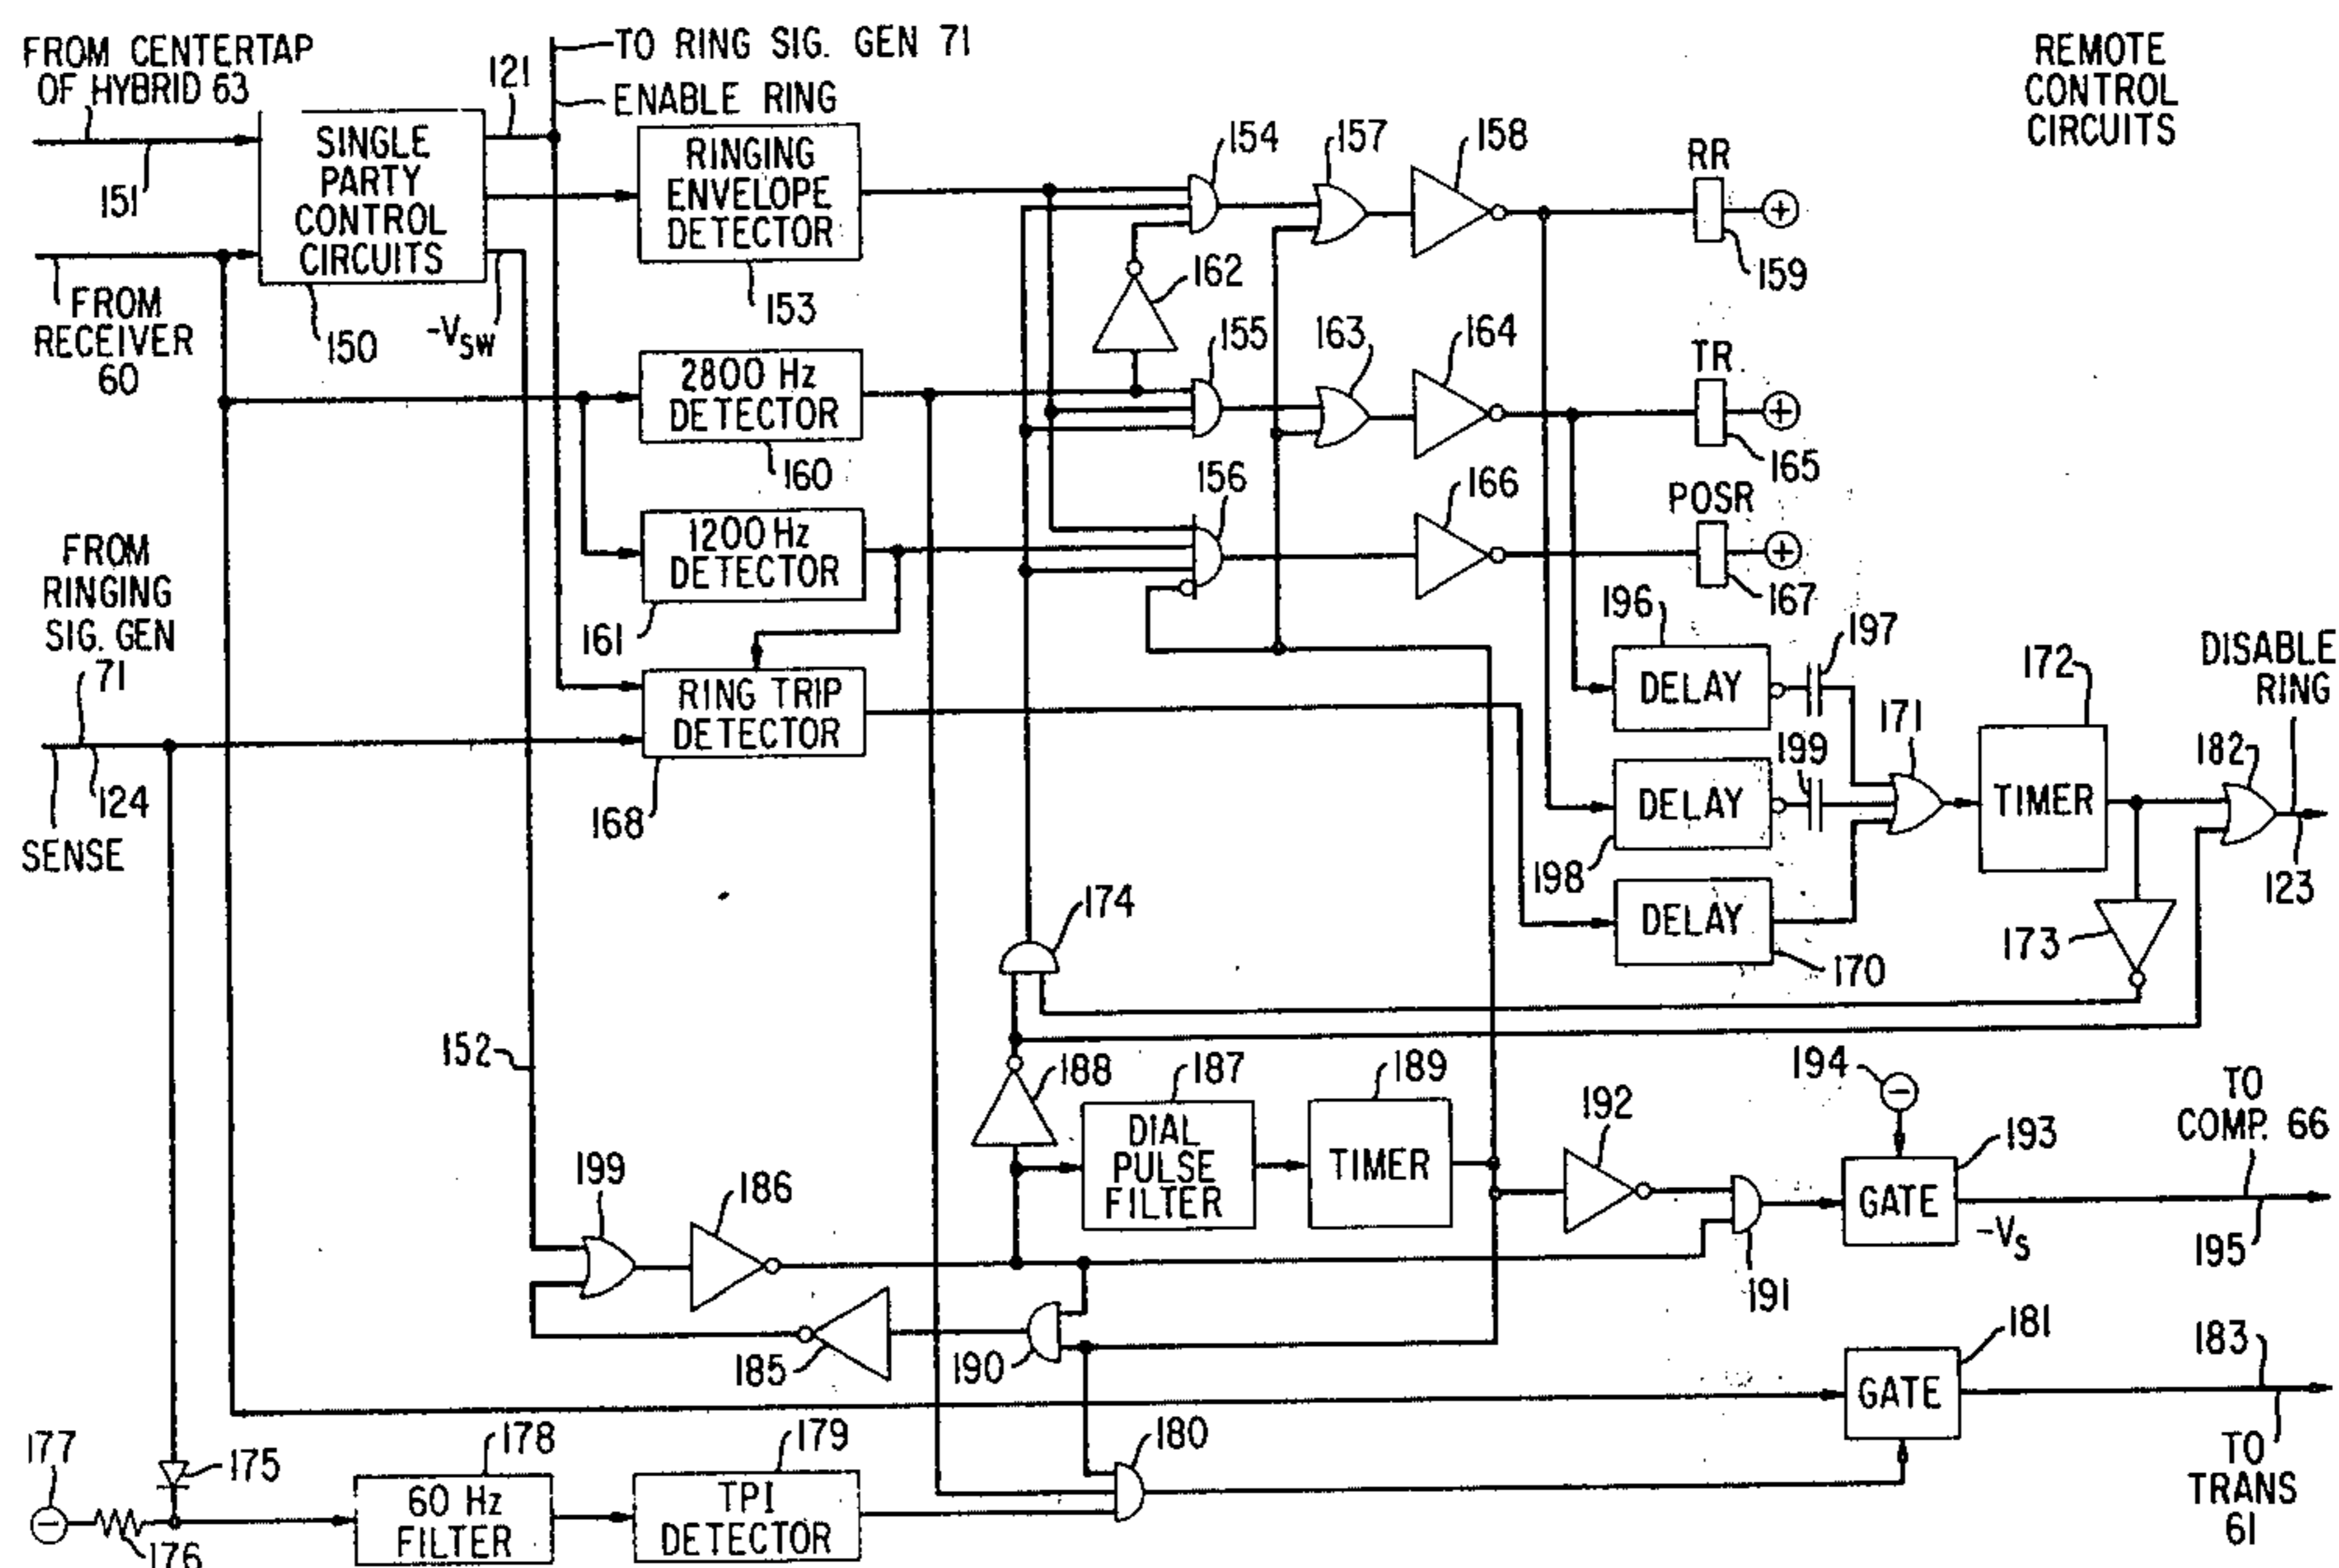 FROM CENTERTAP
OF HYBRID 63
151
FROM
RECEIVER
60
SINGLE
PARTY
CONTROL
CIRCUITS
150
-VSW
121
TO RING SIG. GEN 71
ENABLE RING
RINGING
ENVELOPE
DETECTOR
153
REMOTE
CONTROL
CIRCUITS
154
157
158
RR
159
162
155
163
164
TR
165
2800 Hz
DETECTOR
160
156
166
POSR
167
1200 Hz
DETECTOR
161
FROM
RINGING
SIG. GEN
71
124
SENSE
RING TRIP
DETECTOR
168
196
DELAY
197
DELAY
198
199
DELAY
170
171
172
TIMER
173
DISABLE
RING
182
123
174
152
188
187
DIAL
PULSE
FILTER
189
TIMER
192
194
193
GATE
-VS
TO
COMP. 66
195
199
186
191
185
190
181
GATE
183
TO
TRANS
61
177
175
176
178
60 Hz
FILTER
179
TPI
DETECTOR
180